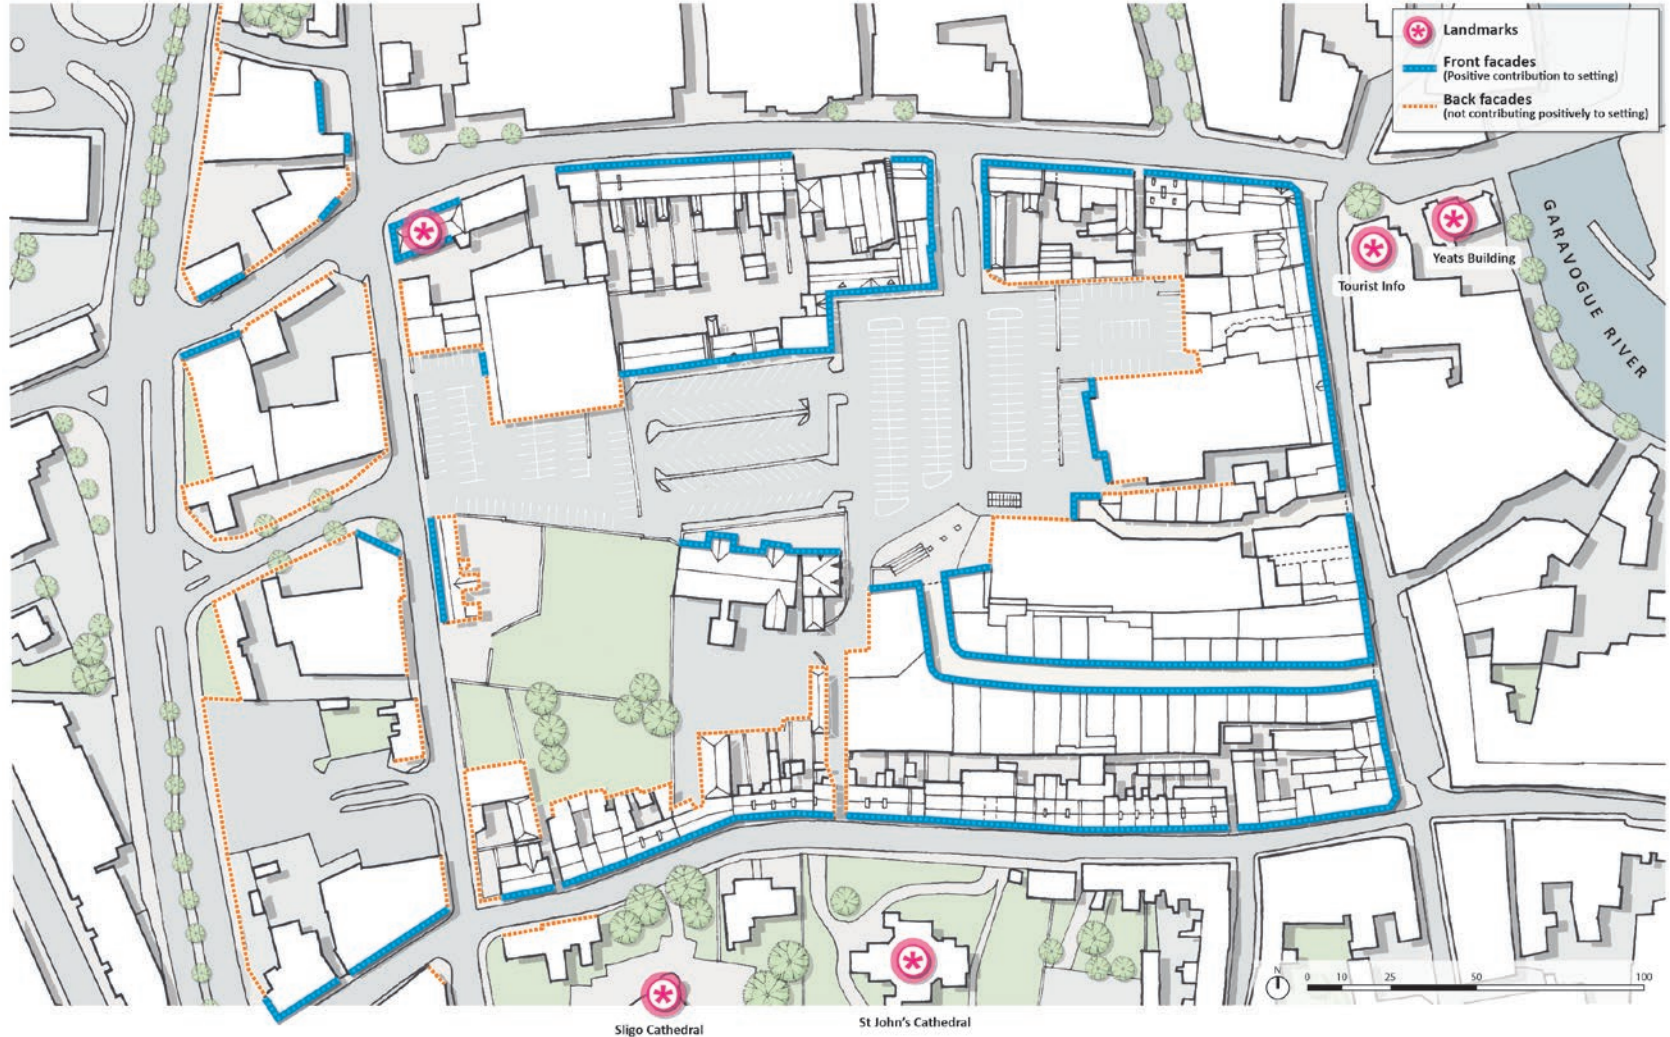 Landmarks
Front facades
(Positive contribution to setting)
Back facades
(not contributing positively to setting)
Yeats Building
Tourist Info
GARAVOGUE RIVER
N
0 10 25 50 100
Sligo Cathedral
St John's Cathedral